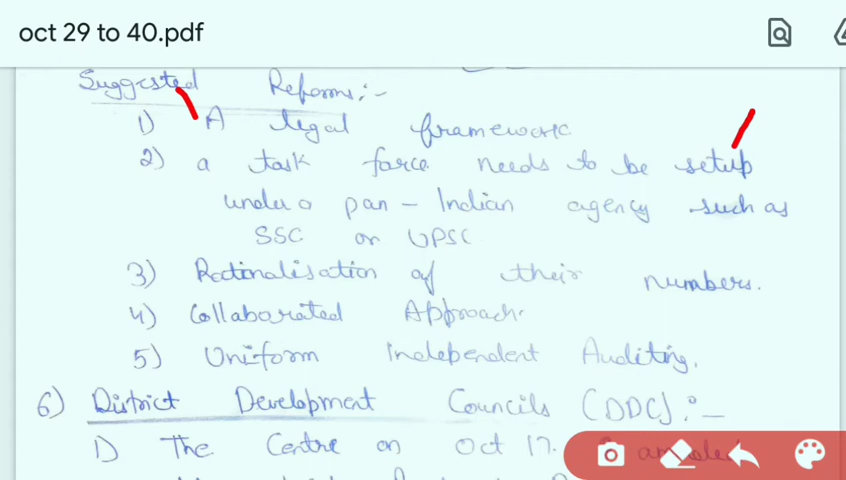 oct 29 to 40.pdf
Suggested Reforms:-
1) A legal framework
2) a task force needs to be setup
under a pan - Indian agency such as
SSC or UPSC
3) Rationalisation of their numbers.
4) Collaborated Approach.
5) Uniform independent Auditing.
6) District Development Councils (DDC):-
1) The Centre on Oct 17.